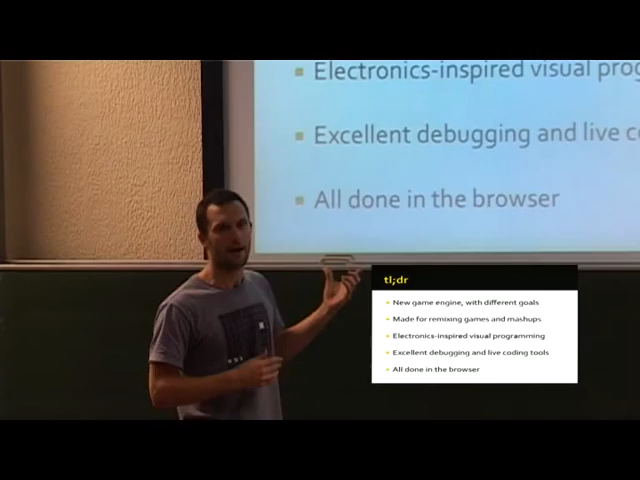 Electronics-inspired visual prog
Excellent debugging and live c
All done in the browser
tl;dr
New game engine, with different goals
Made for remixing games and mashups
Electronics-inspired visual programming
Excellent debugging and live coding tools
All done in the browser